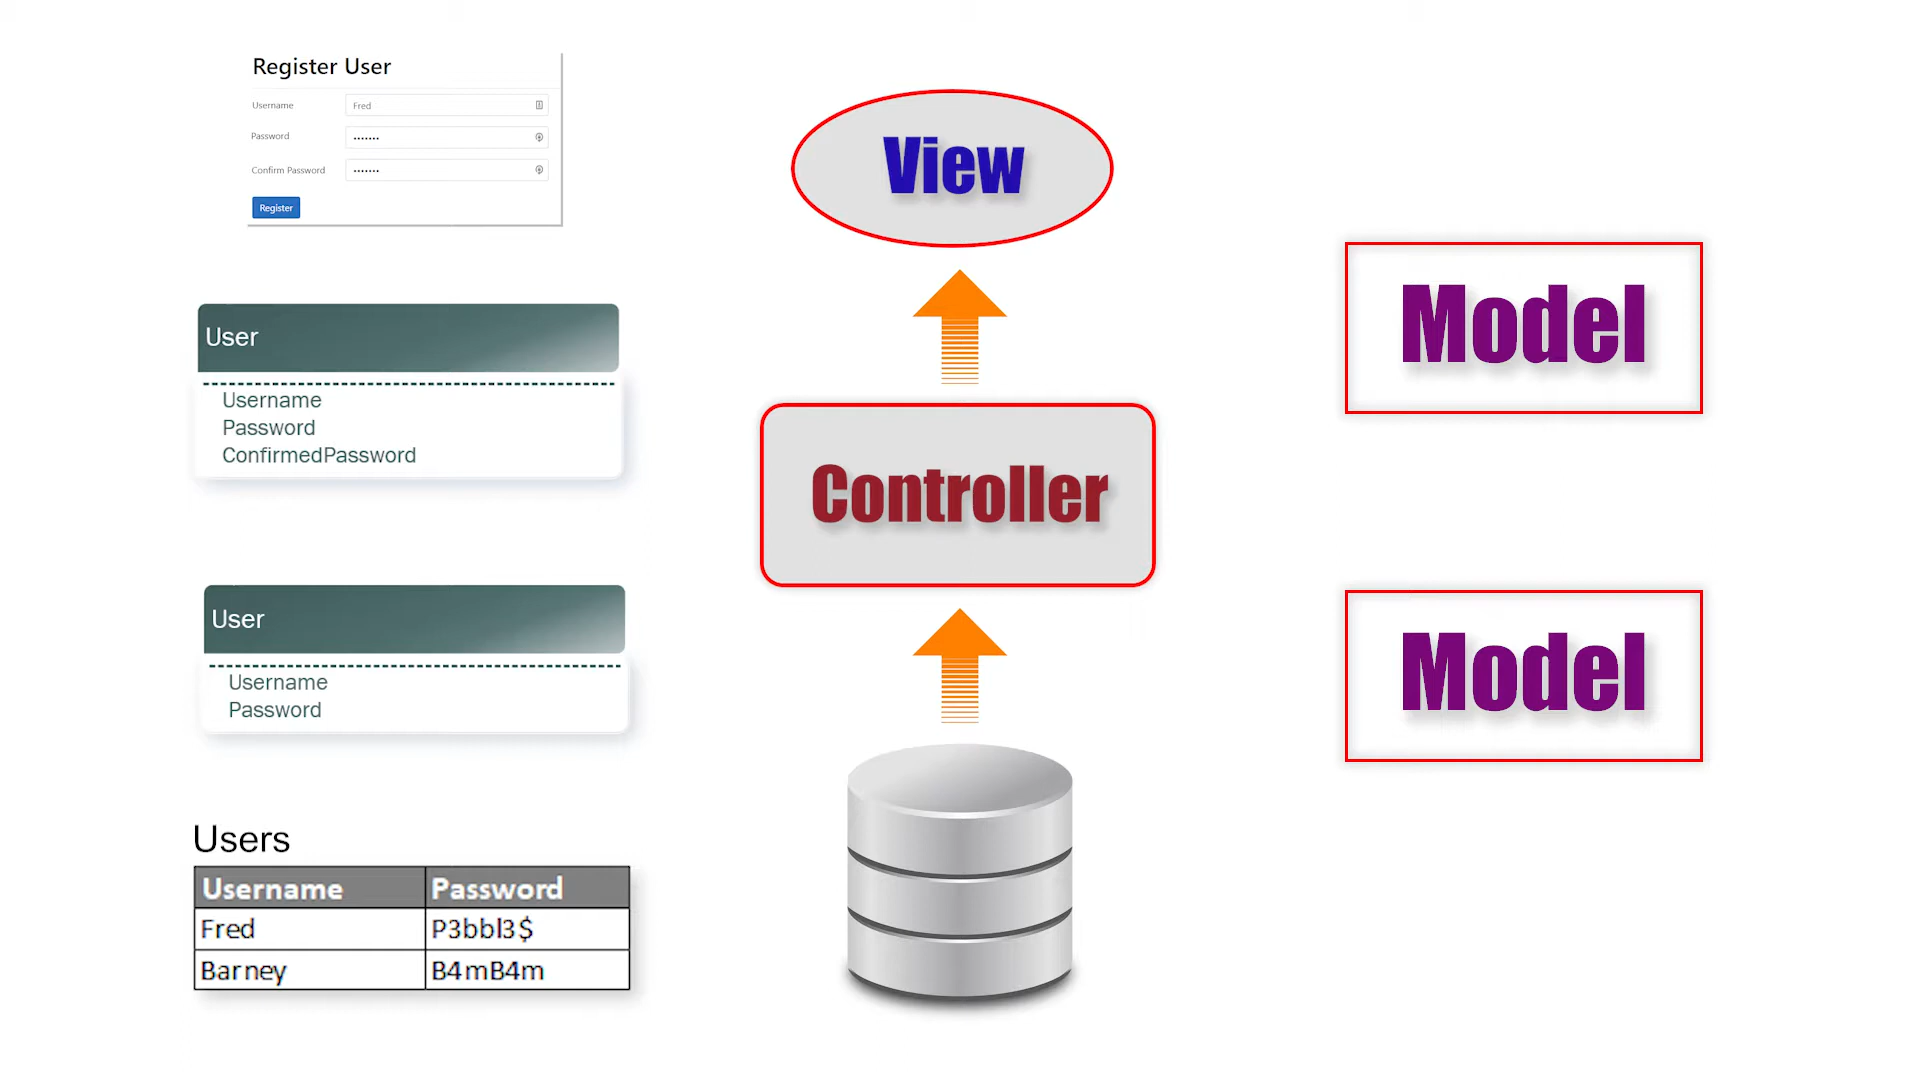 Register User
Username
Fred
Password
•••••••
Confirm Password
•••••••
Register
View
Model
User
Username
Password
ConfirmedPassword
Controller
User
Username
Password
Model
Users
Username Password
Fred P3bbl3$
Barney B4mB4m